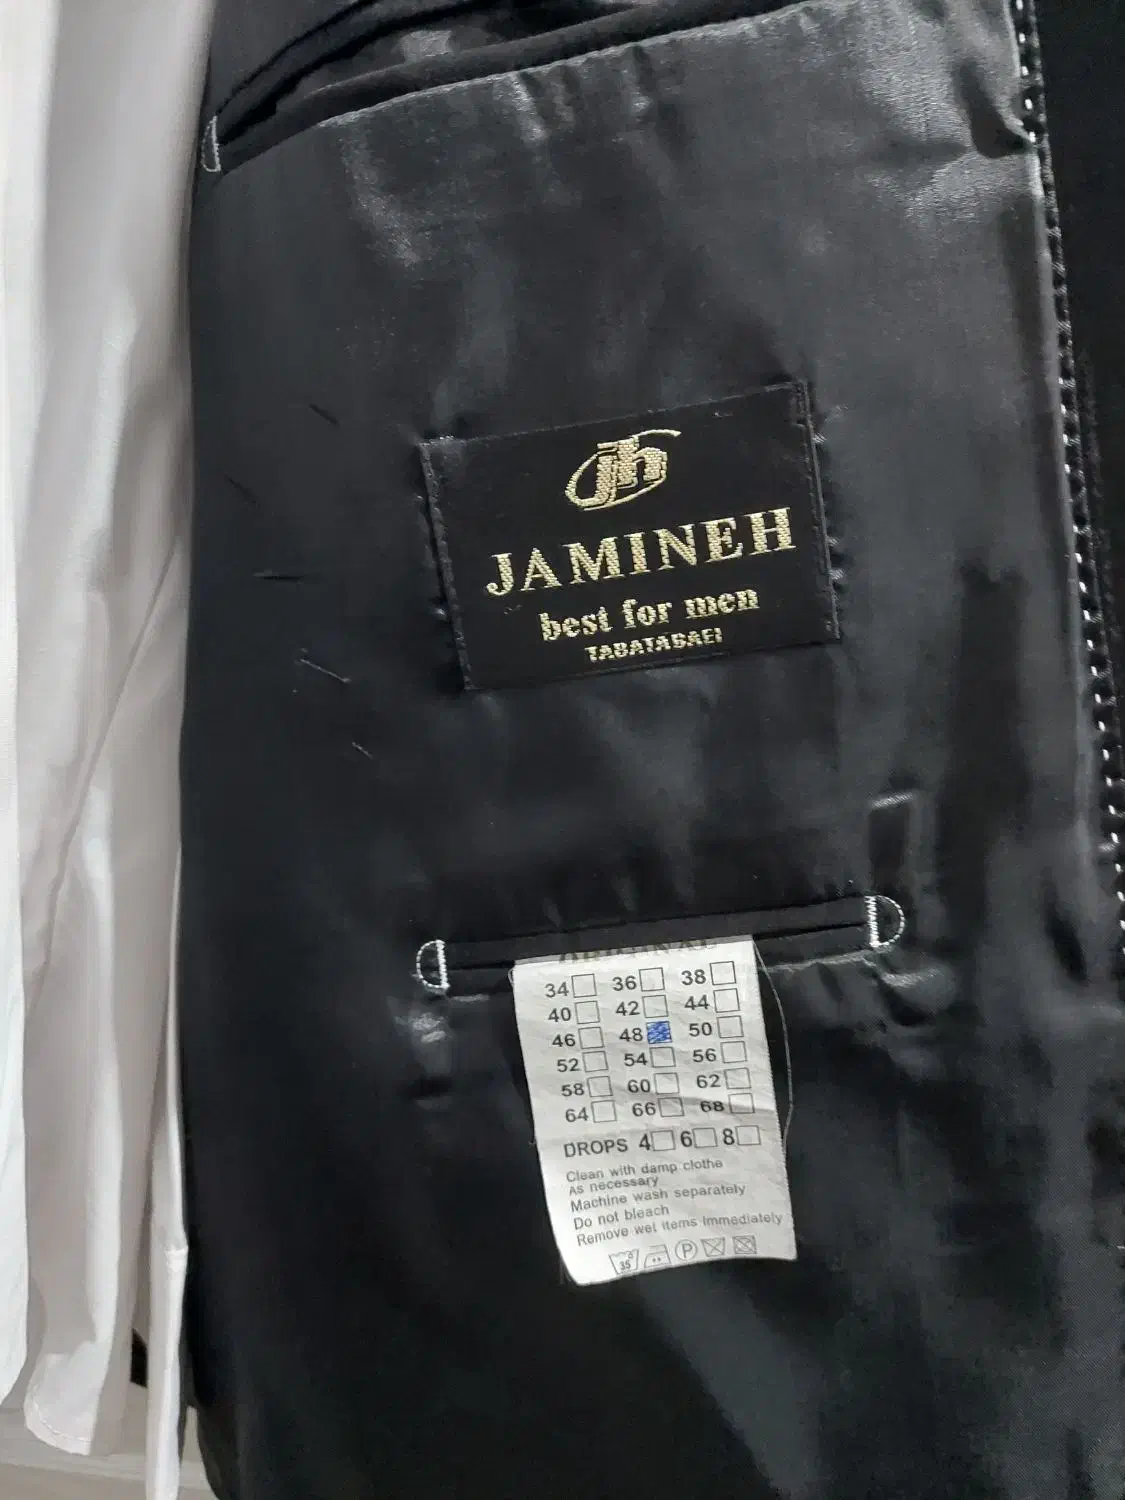 jh
JAMINEH
best for men
TABATABAEI
34 36 38
40 42 44
46 48 50
52 54 56
58 60 62
64 66 68
DROPS 4 6 8
Clean with damp clothe
As necessary
Machine wash separately
Do not bleach
Remove wet items immediately
35° P